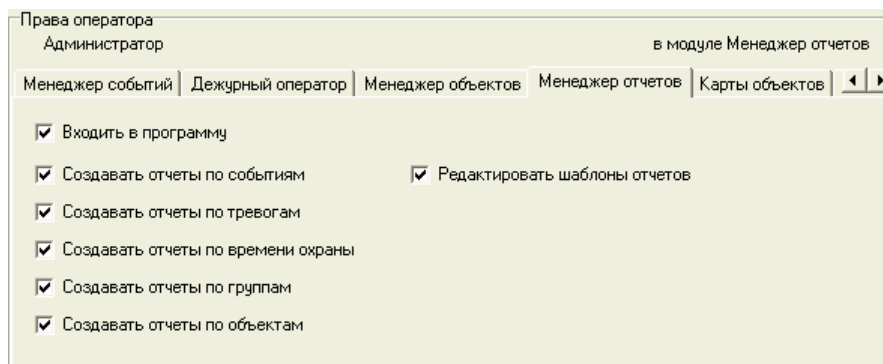 Права оператора
Администратор в модуле Менеджер отчетов
Менеджер событий Дежурный оператор Менеджер объектов Менеджер отчетов Карты объектов
Входить в программу
Создавать отчеты по событиям Редактировать шаблоны отчетов
Создавать отчеты по тревогам
Создавать отчеты по времени охраны
Создавать отчеты по группам
Создавать отчеты по объектам